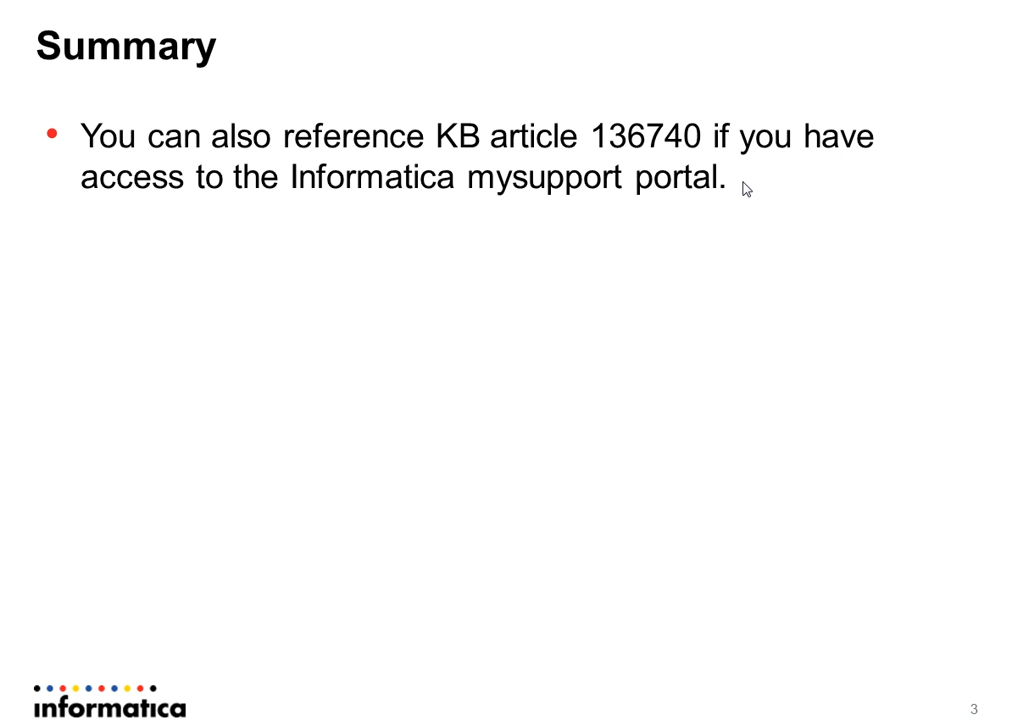 Summary
• You can also reference KB article 136740 if you have
access to the Informatica mysupport portal.
informatica
3